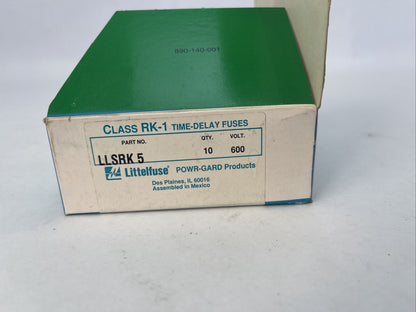 690-140-001
CLASS RK-1 TIME-DELAY FUSES
PART NO. QTY. VOLT.
LLSRK 5 10 600
Littelfuse® POWR-GARD Products
Des Plaines, IL 60016
Assembled in Mexico